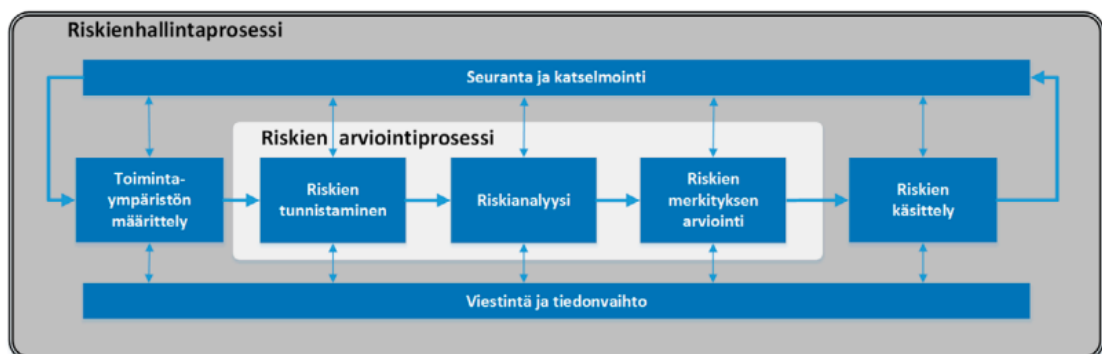 Riskienhallintaprosessi
Seuranta ja katselmointi
Riskien arviointiprosessi
Toiminta-
ympäristön
määrittely
Riskien
tunnistaminen
Riskianalyysi
Riskien
merkityksen
arviointi
Riskien
käsittely
Viestintä ja tiedonvaihto